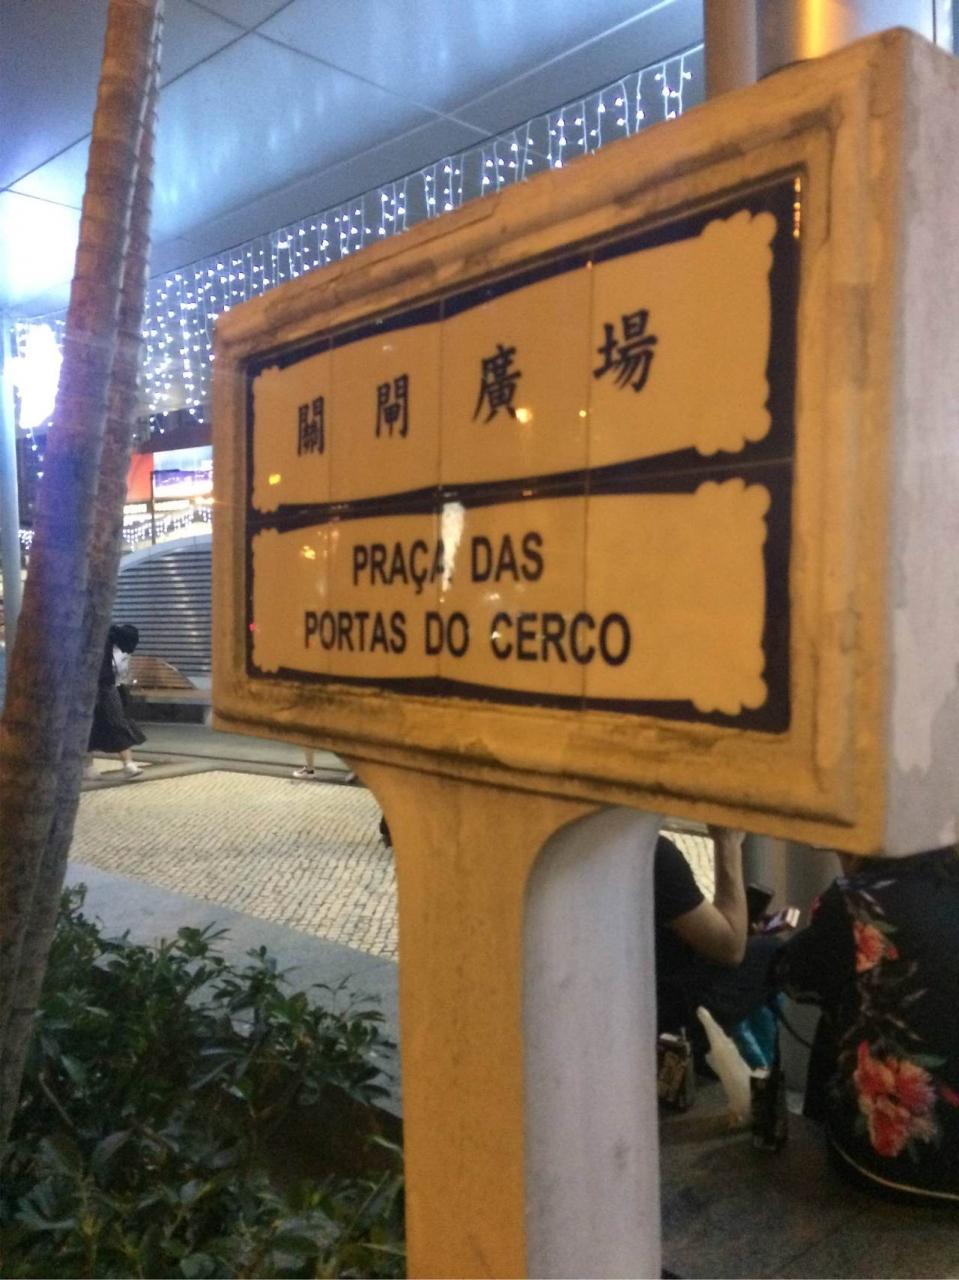 關閘廣場
PRAÇA DAS
PORTAS DO CERCO